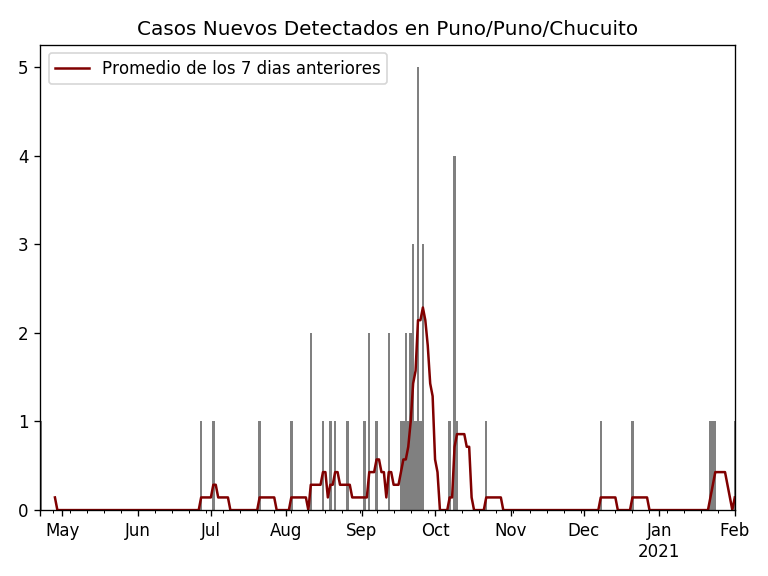 Casos Nuevos Detectados en Puno/Puno/Chucuito
Promedio de los 7 dias anteriores
5
4
3
2
1
0
May Jun Jul Aug Sep Oct Nov Dec Jan Feb
2021